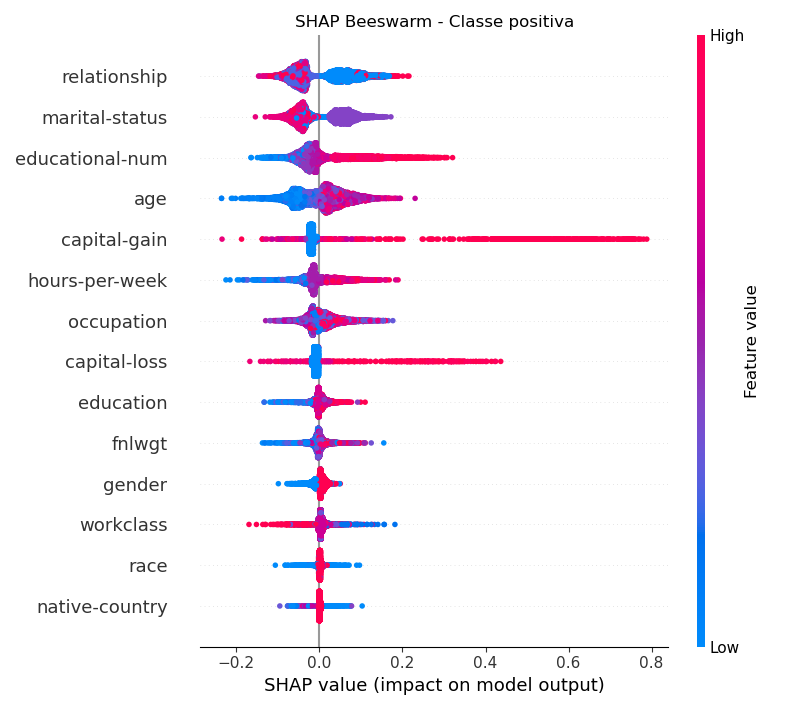 SHAP Beeswarm - Classe positiva
High
relationship
marital-status
educational-num
age
capital-gain
hours-per-week
occupation
capital-loss
education
fnlwgt
gender
workclass
race
native-country
Feature value
Low
−0.2 0.0 0.2 0.4 0.6 0.8
SHAP value (impact on model output)